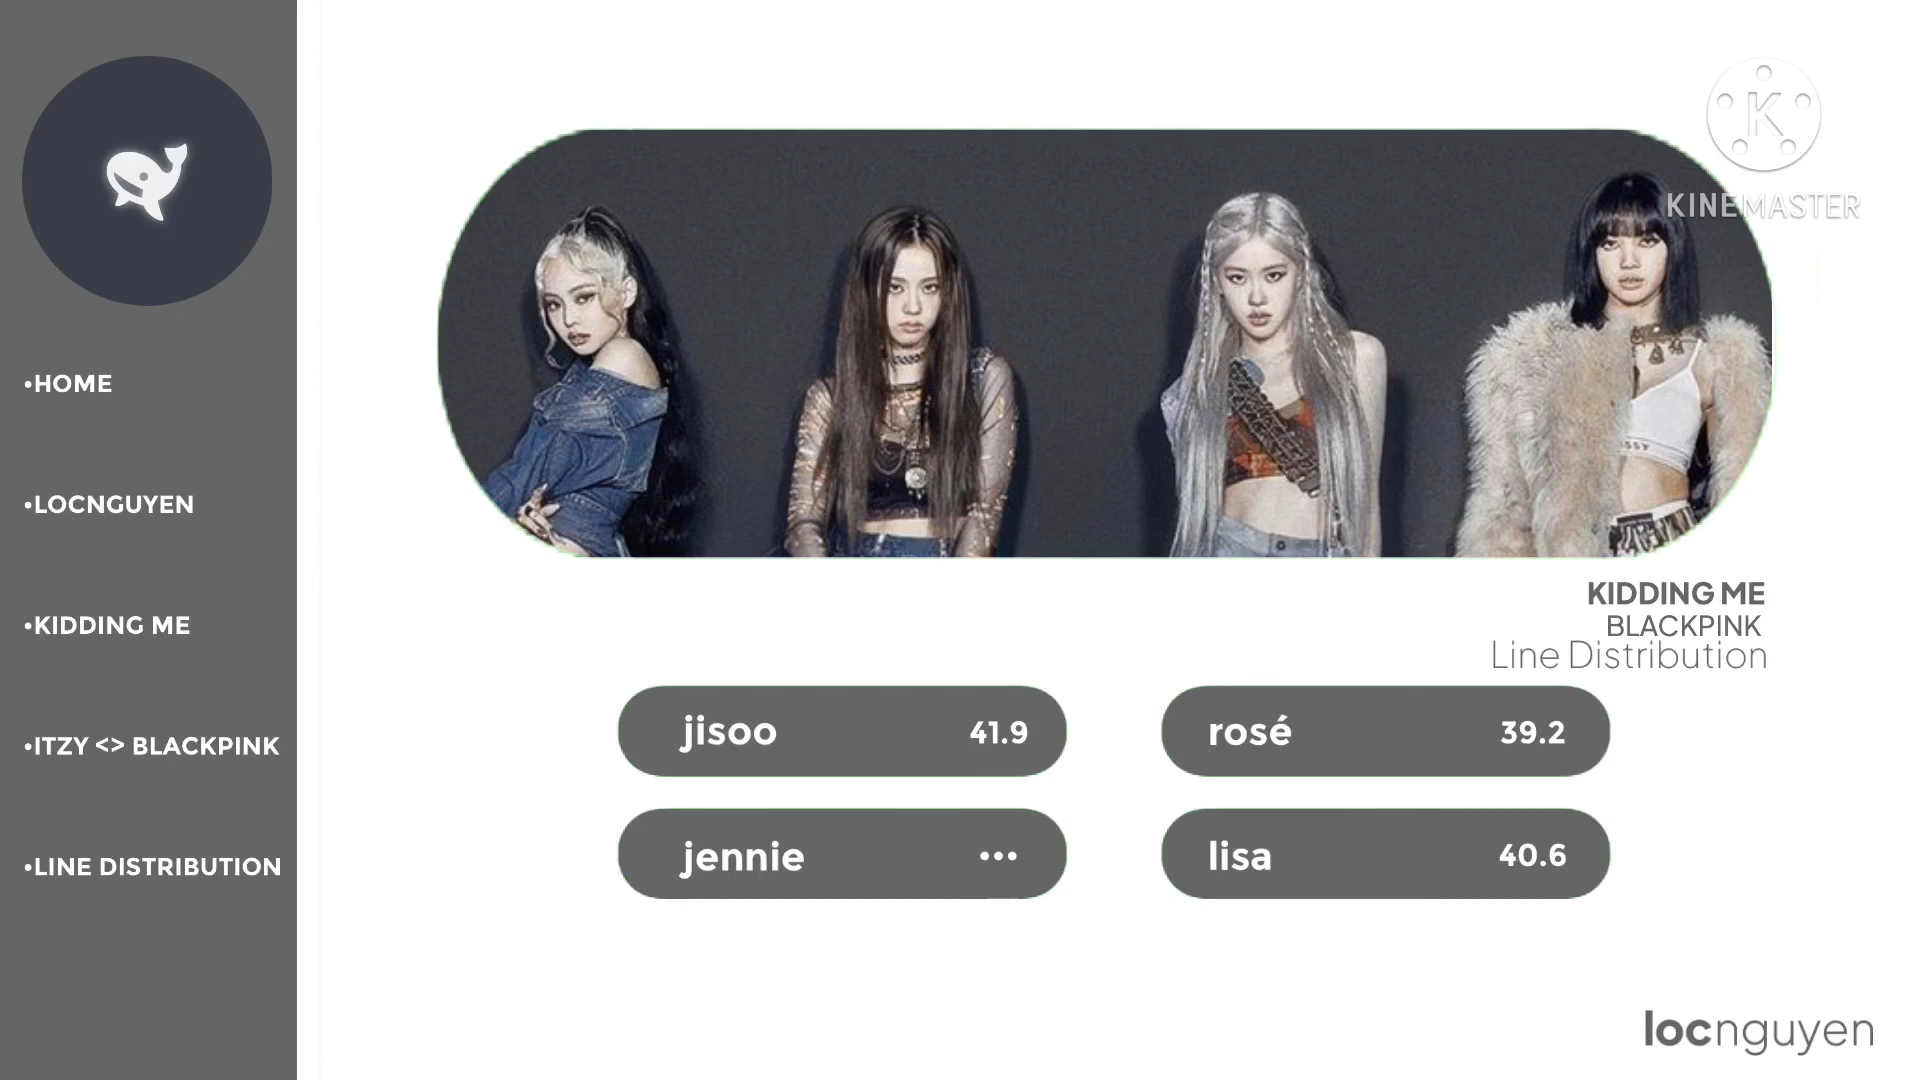 •HOME
•LOCNGUYEN
•KIDDING ME
•ITZY <> BLACKPINK
•LINE DISTRIBUTION
K
KINEMASTER
SSY
KIDDING ME
BLACKPINK
Line Distribution
jisoo 41.9
rosé 39.2
jennie •••
lisa 40.6
locnguyen